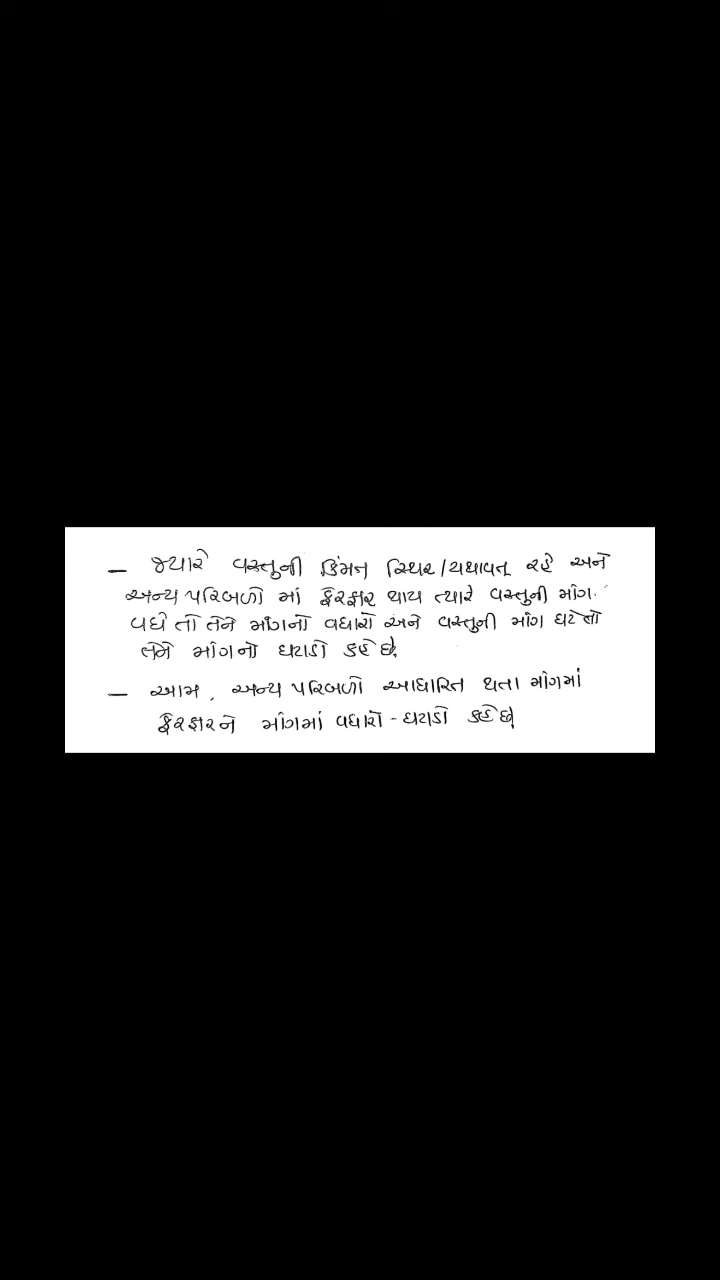 – જ્યારે વસ્તુની કિંમત સ્થિર/યથાવત્ રહે અને
અન્ય પરિબળો માં ફેરફાર થાય ત્યારે વસ્તુની માંગ
વધે તો તેને માંગનો વધારો અને વસ્તુની માંગ ઘટે તો
તેને માંગનો ઘટાડો કહે છે.
– આમ, અન્ય પરિબળો આધારિત થતા માંગમાં
ફેરફારને માંગમાં વધારો - ઘટાડો કહે છે.